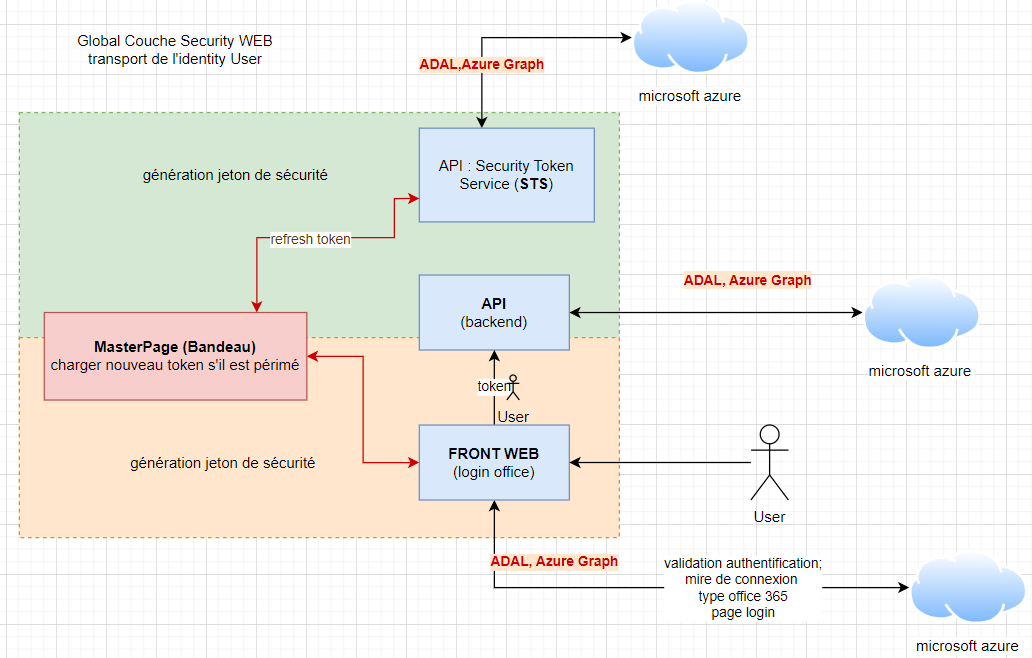 Global Couche Security WEB
transport de l'identity User
ADAL,Azure Graph
microsoft azure
génération jeton de sécurité
API : Security Token
Service (STS)
refresh token
ADAL, Azure Graph
API
(backend)
microsoft azure
MasterPage (Bandeau)
charger nouveau token s'il est périmé
token
User
génération jeton de sécurité
FRONT WEB
(login office)
User
ADAL, Azure Graph
validation authentification;
mire de connexion
type office 365
page login
microsoft azure